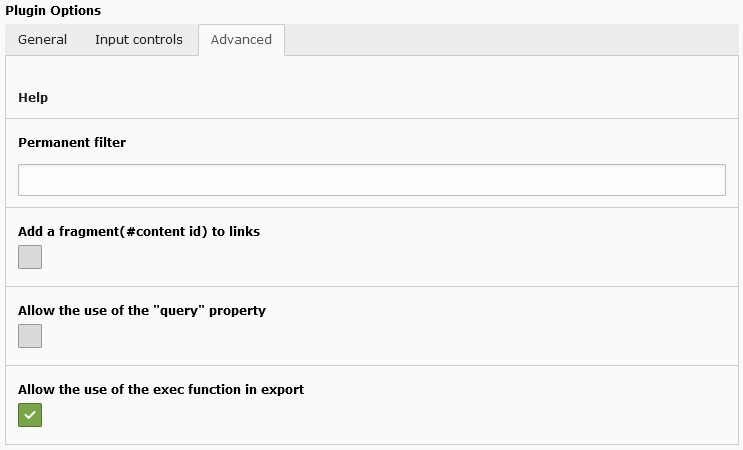 Plugin Options
General Input controls Advanced
Help
Permanent filter
Add a fragment(#content id) to links
Allow the use of the "query" property
Allow the use of the exec function in export